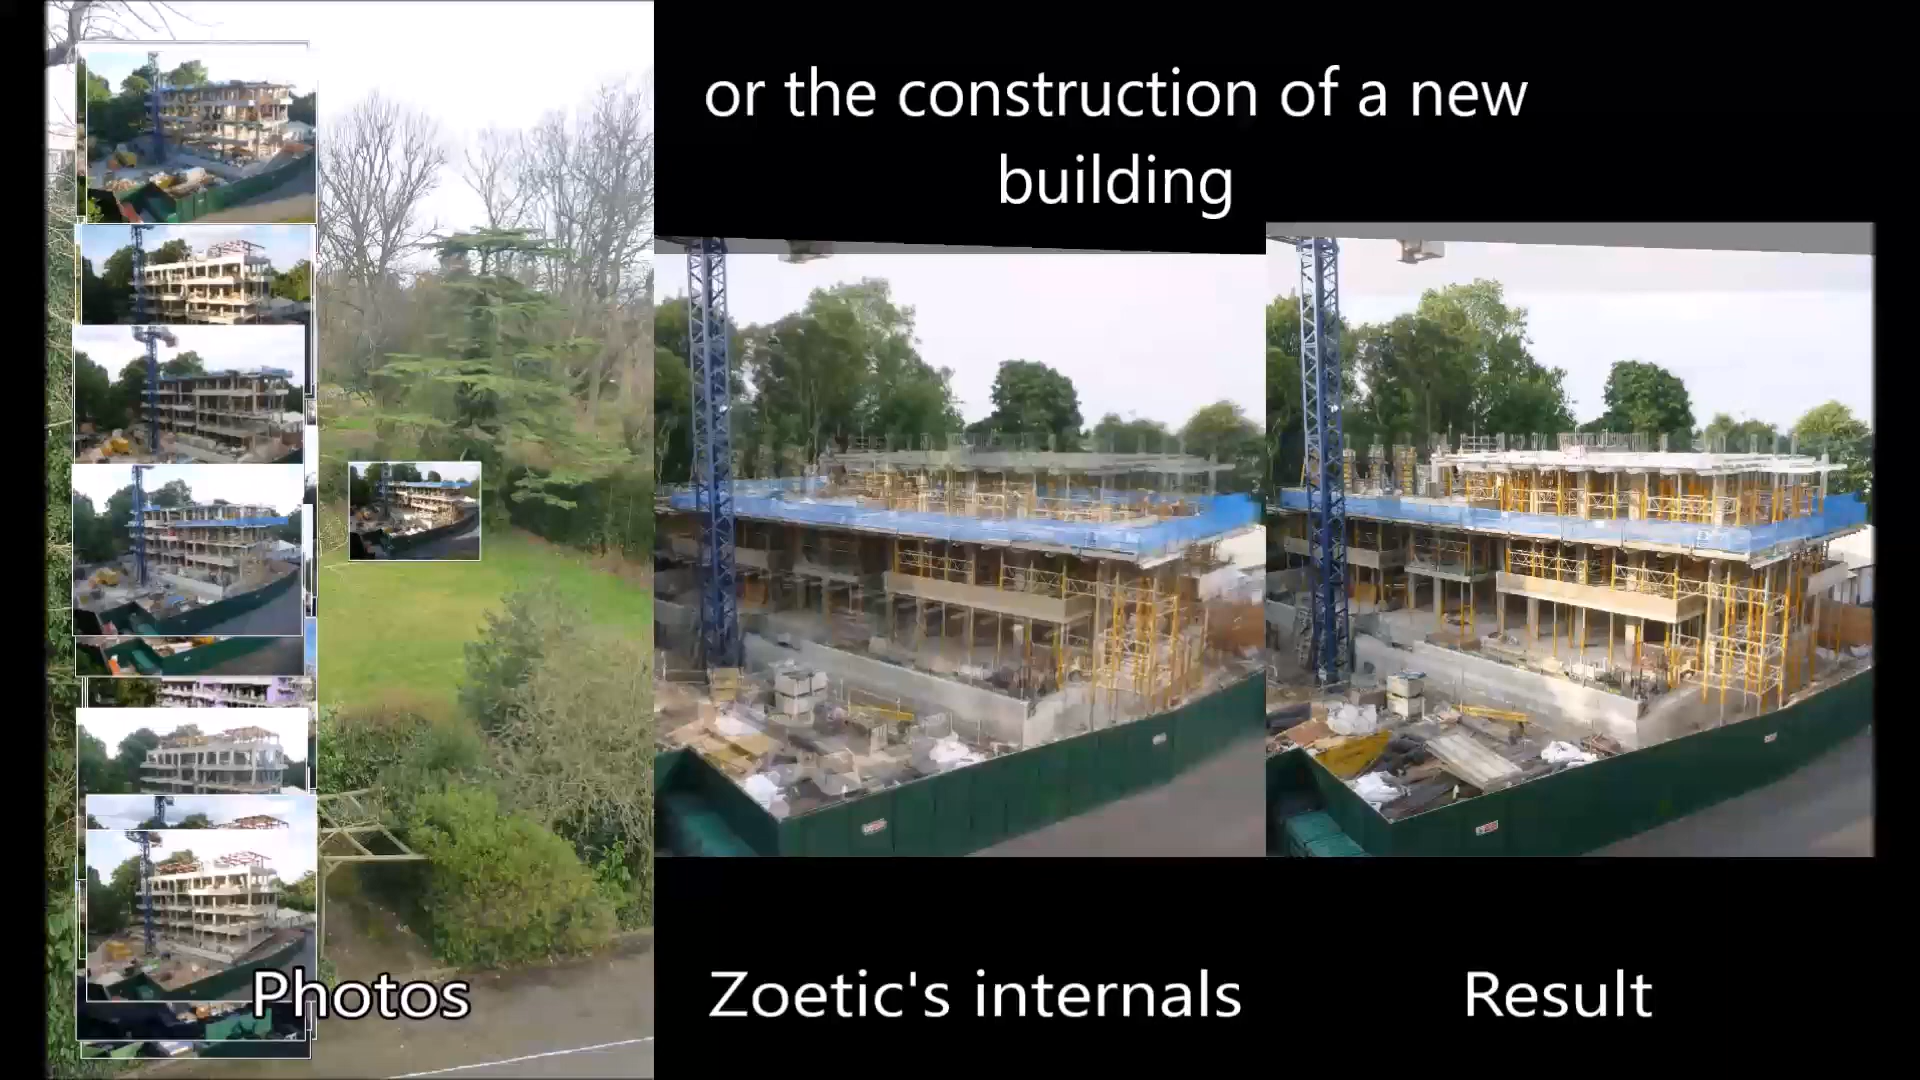 or the construction of a new
building
Photos
Zoetic's internals
Result